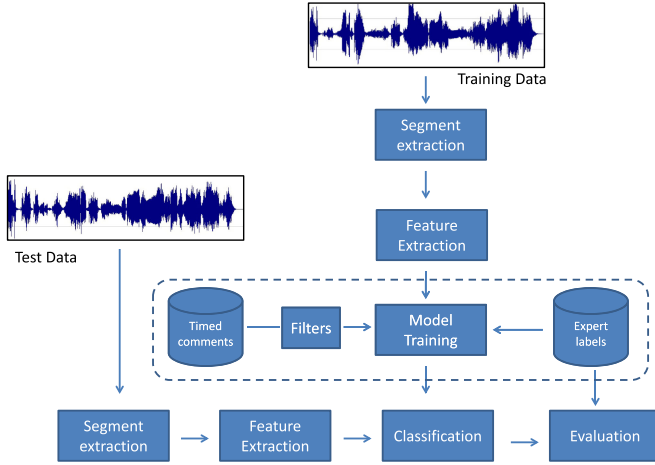 Training Data
Segment
extraction
Feature
Extraction
Test Data
Timed
comments
Filters
Model
Training
Expert
labels
Segment
extraction
Feature
Extraction
Classification
Evaluation